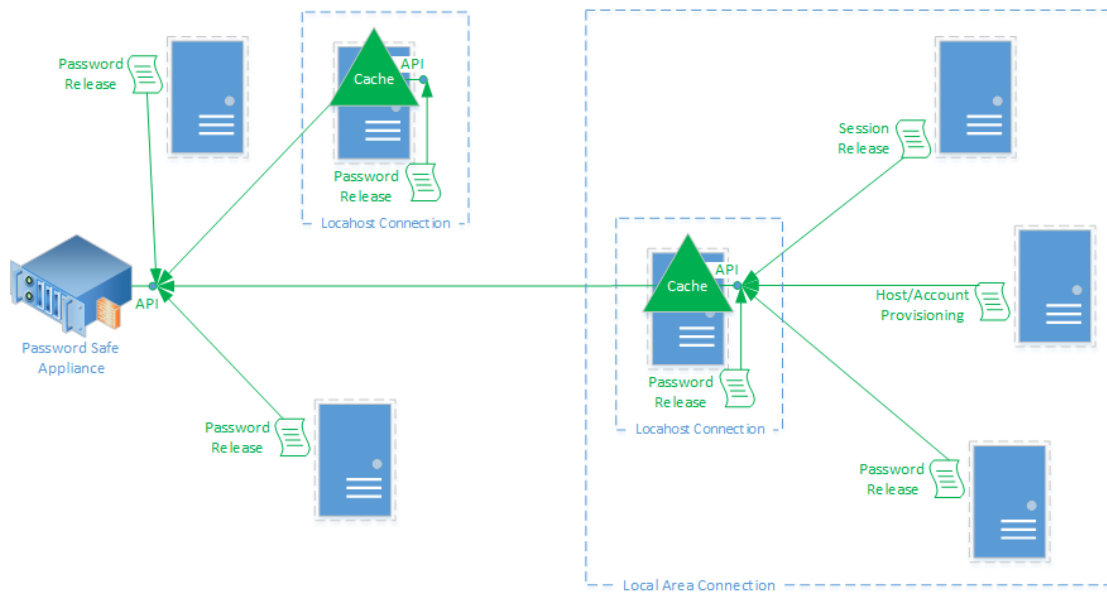 Password
Release
Cache
API
Password
Release
Locahost Connection
Session
Release
API
Cache
Host/Account
Provisioning
API
Password Safe
Appliance
Password
Release
Locahost Connection
Password
Release
Password
Release
Local Area Connection